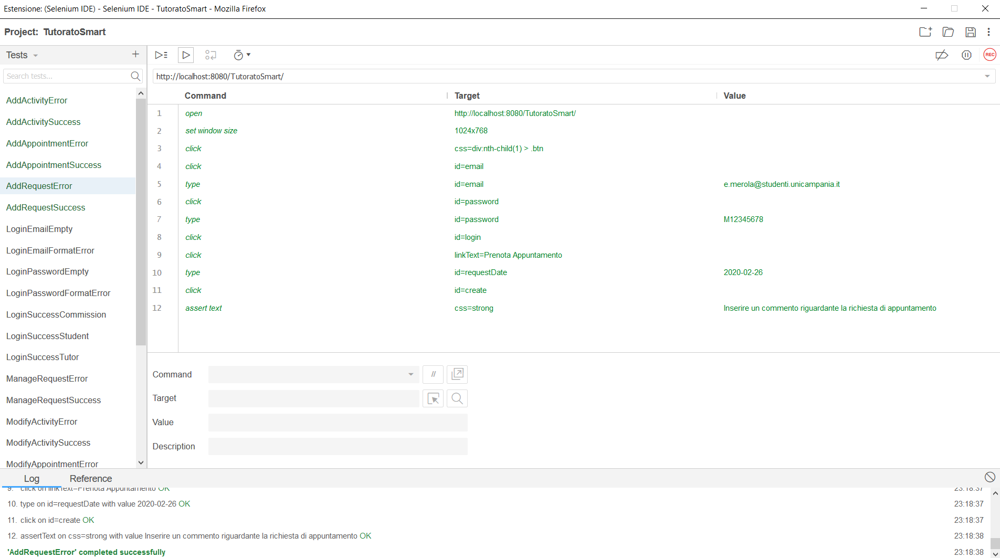 Estensione: (Selenium IDE) - Selenium IDE - TutoratoSmart - Mozilla Firefox
Project: TutoratoSmart
Tests
Search tests...
AddActivityError
AddActivitySuccess
AddAppointmentError
AddAppointmentSuccess
AddRequestError
AddRequestSuccess
LoginEmailEmpty
LoginEmailFormatError
LoginPasswordEmpty
LoginPasswordFormatError
LoginSuccessCommission
LoginSuccessStudent
LoginSuccessTutor
ManageRequestError
ManageRequestSuccess
ModifyActivityError
ModifyActivitySuccess
ModifyAppointmentError
REC
http://localhost:8080/TutoratoSmart/
Command Target Value
1 open http://localhost:8080/TutoratoSmart/
2 set window size 1024x768
3 click css=div:nth-child(1) > .btn
4 click id=email
5 type id=email e.merola@studenti.unicampania.it
6 click id=password
7 type id=password M12345678
8 click id=login
9 click linkText=Prenota Appuntamento
10 type id=requestDate 2020-02-26
11 click id=create
12 assert text css=strong Inserire un commento riguardante la richiesta di appuntamento
Command //
Target
Value
Description
Log Reference
9. click on linkText=Prenota Appuntamento OK 23:18:37
10. type on id=requestDate with value 2020-02-26 OK 23:18:37
11. click on id=create OK 23:18:37
12. assertText on css=strong with value Inserire un commento riguardante la richiesta di appuntamento OK 23:18:38
'AddRequestError' completed successfully 23:18:38